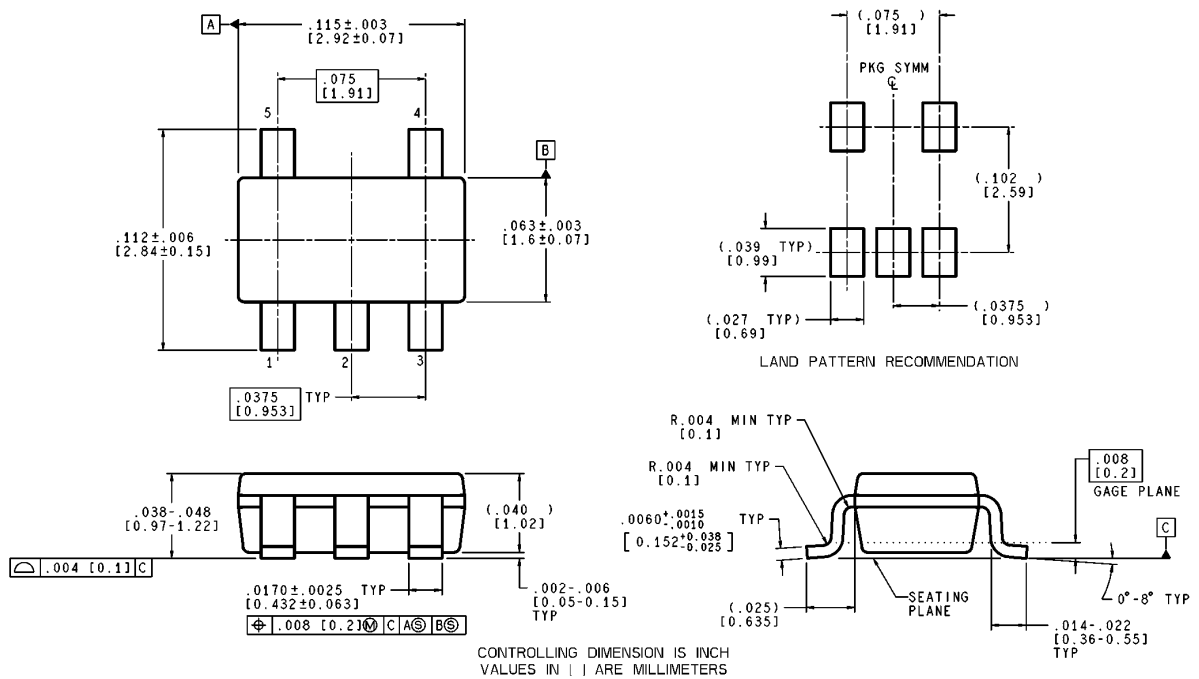 A
.115±.003
[2.92±0.07]
.075
[1.91]
5
4
B
.112±.006
[2.84±0.15]
.063±.003
[1.6±0.07]
1
2
3
.0375
[0.953]
TYP
(.075 )
[1.91]
PKG SYMM
℄
(.102 )
[2.59]
(.039 TYP)
[0.99]
(.027 TYP)
[0.69]
(.0375 )
[0.953]
LAND PATTERN RECOMMENDATION
.038-.048
[0.97-1.22]
(.040 )
[1.02]
⌓ .004 [0.1] C
.0170±.0025 TYP
[0.432±0.063]
⌖ .008 [0.2]Ⓜ C AⓈ BⓈ
.002-.006
[0.05-0.15]
TYP
R.004 MIN TYP
[0.1]
R.004 MIN TYP
[0.1]
.008
[0.2]
GAGE PLANE
.0060+.0015 -.0010 TYP
[0.152+0.038 -0.025]
C
(.025)
[0.635]
SEATING
PLANE
0°-8° TYP
.014-.022
[0.36-0.55]
TYP
CONTROLLING DIMENSION IS INCH
VALUES IN [ ] ARE MILLIMETERS